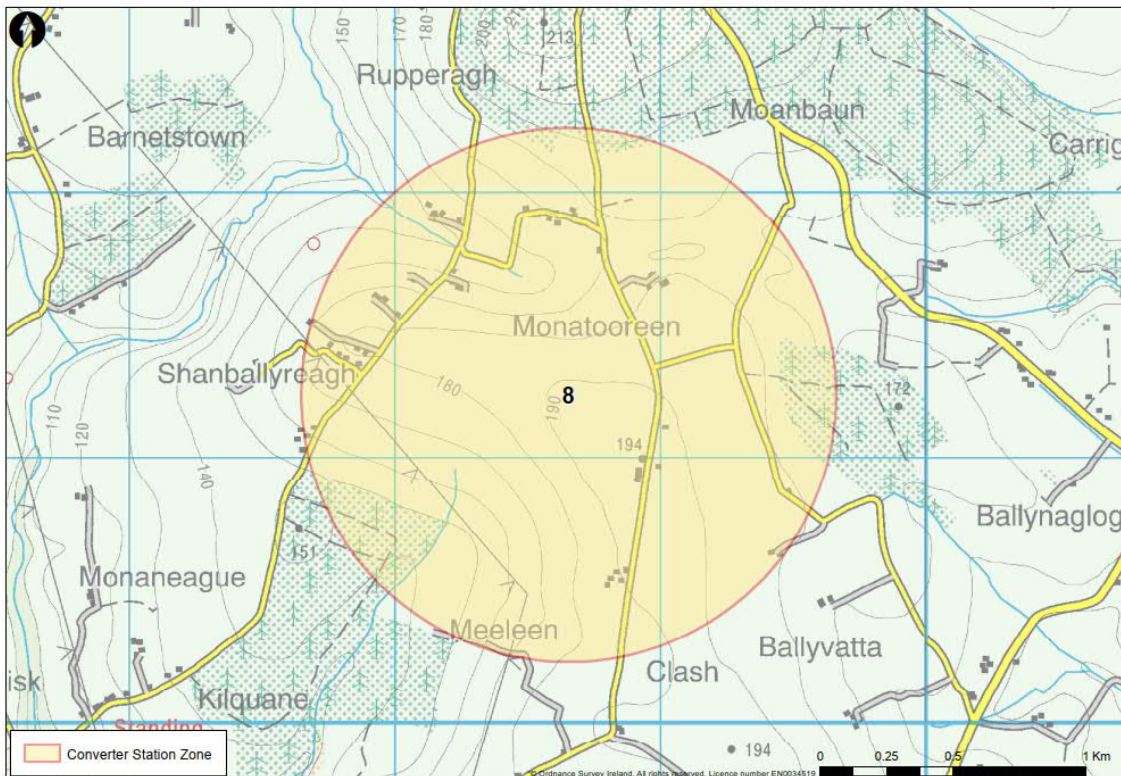 150
170
180
200
210
213
Rupperagh
Moanbaun
Barnetstown
Carrig
Monatooreen
Shanballyreagh
180
190
8
172
110
120
140
194
Ballynaglog
151
Monaneague
Meeleen
Ballyvatta
Clash
isk
Kilquane
Standing
194
Converter Station Zone
0 0.25 0.5 1 Km
© Ordnance Survey Ireland. All rights reserved. Licence number EN0034519